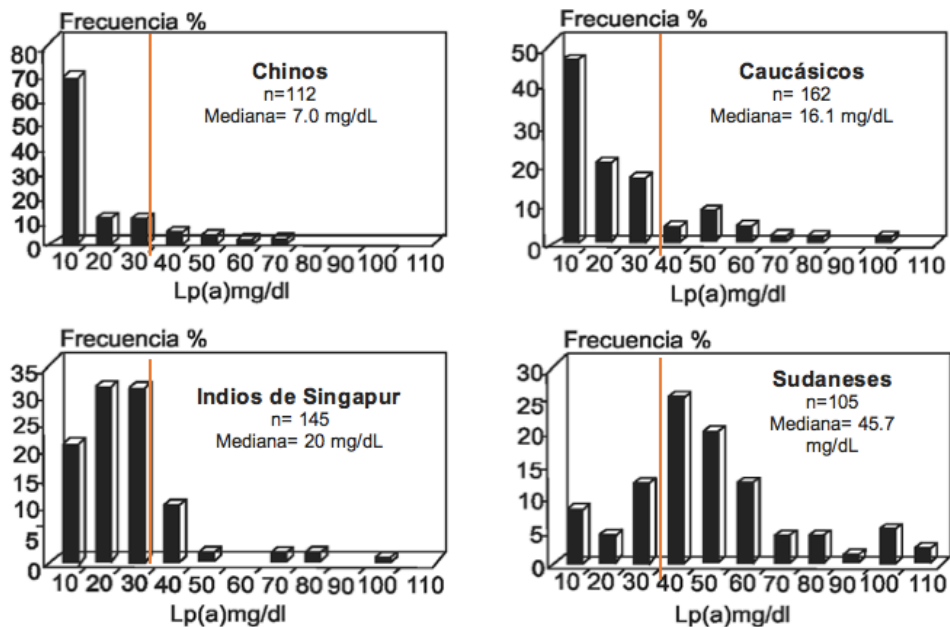 Frecuencia %
80
70
60
50
40
30
20
10
0
Chinos
n=112
Mediana= 7.0 mg/dL
10 20 30 40 50 60 70 80 90 100 110
Lp(a)mg/dl
Frecuencia %
50
40
30
20
10
0
Caucásicos
n= 162
Mediana= 16.1 mg/dL
10 20 30 40 50 60 70 80 90 100 110
Lp(a)mg/dl
Frecuencia %
35
30
25
20
15
10
5
0
Indios de Singapur
n= 145
Mediana= 20 mg/dL
10 20 30 40 50 60 70 80 90 100 110
Lp(a)mg/dl
Frecuencia %
30
25
20
15
10
5
0
Sudaneses
n=105
Mediana= 45.7
mg/dL
10 20 30 40 50 60 70 80 90 100 110
Lp(a)mg/dl